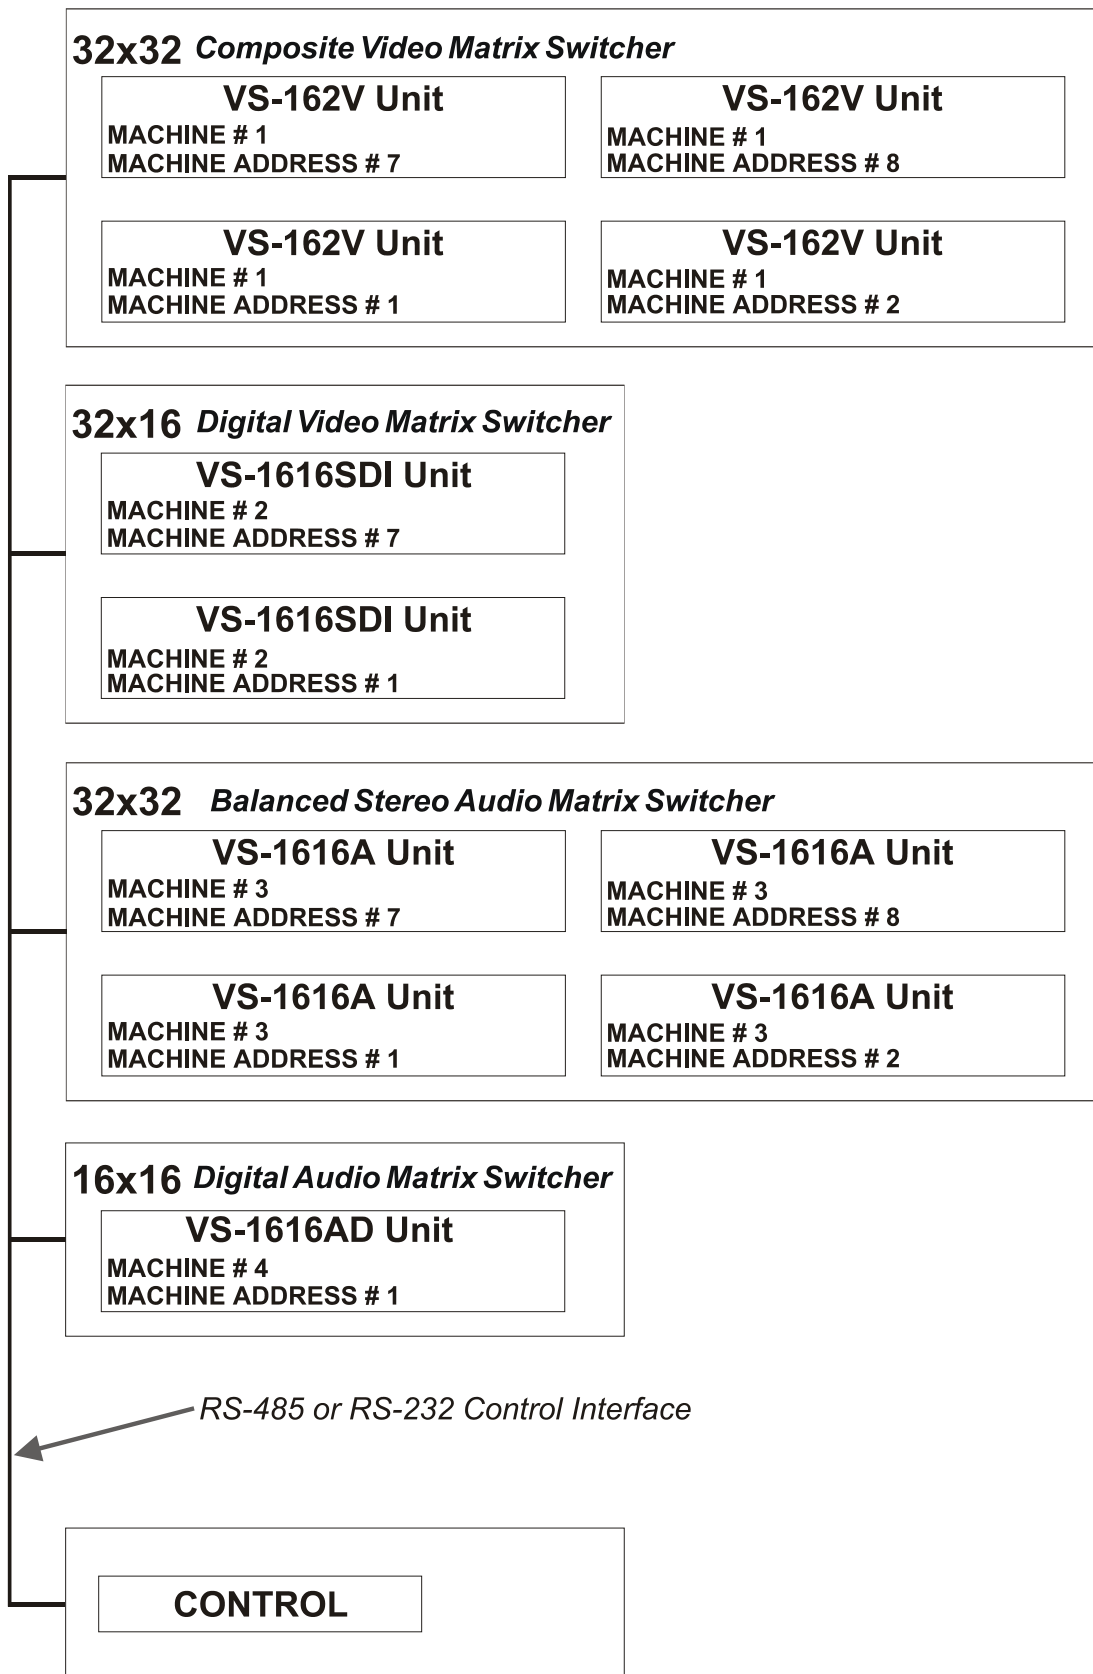 32x32 Composite Video Matrix Switcher
VS-162V Unit
MACHINE # 1
MACHINE ADDRESS # 7
VS-162V Unit
MACHINE # 1
MACHINE ADDRESS # 8
VS-162V Unit
MACHINE # 1
MACHINE ADDRESS # 1
VS-162V Unit
MACHINE # 1
MACHINE ADDRESS # 2
32x16 Digital Video Matrix Switcher
VS-1616SDI Unit
MACHINE # 2
MACHINE ADDRESS # 7
VS-1616SDI Unit
MACHINE # 2
MACHINE ADDRESS # 1
32x32 Balanced Stereo Audio Matrix Switcher
VS-1616A Unit
MACHINE # 3
MACHINE ADDRESS # 7
VS-1616A Unit
MACHINE # 3
MACHINE ADDRESS # 8
VS-1616A Unit
MACHINE # 3
MACHINE ADDRESS # 1
VS-1616A Unit
MACHINE # 3
MACHINE ADDRESS # 2
16x16 Digital Audio Matrix Switcher
VS-1616AD Unit
MACHINE # 4
MACHINE ADDRESS # 1
RS-485 or RS-232 Control Interface
CONTROL